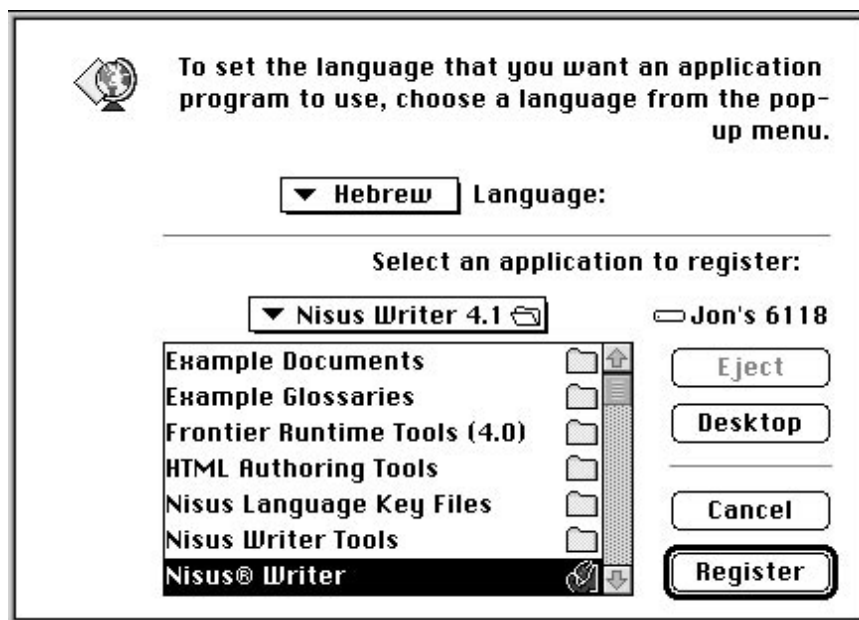 To set the language that you want an application
program to use, choose a language from the pop-
up menu.
Hebrew Language:
Select an application to register:
Nisus Writer 4.1
Jon's 6118
Example Documents
Example Glossaries
Frontier Runtime Tools (4.0)
HTML Authoring Tools
Nisus Language Key Files
Nisus Writer Tools
Nisus® Writer
Eject
Desktop
Cancel
Register